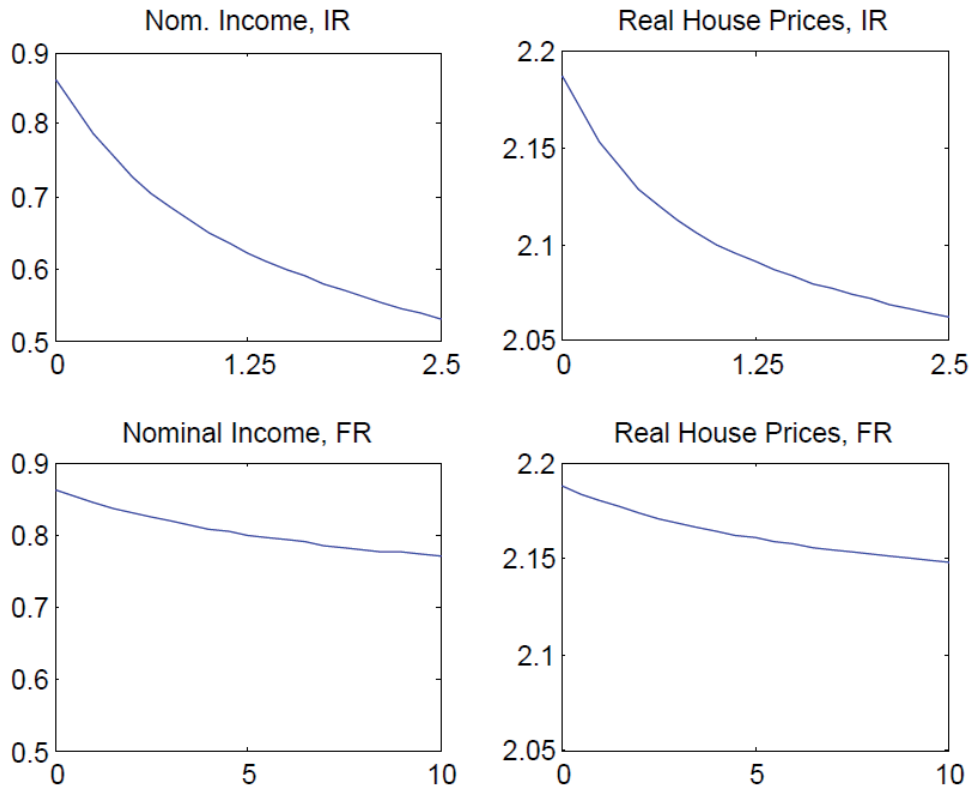 Nom. Income, IR
0.9
0.8
0.7
0.6
0.5
0 1.25 2.5
Real House Prices, IR
2.2
2.15
2.1
2.05
0 1.25 2.5
Nominal Income, FR
0.9
0.8
0.7
0.6
0.5
0 5 10
Real House Prices, FR
2.2
2.15
2.1
2.05
0 5 10